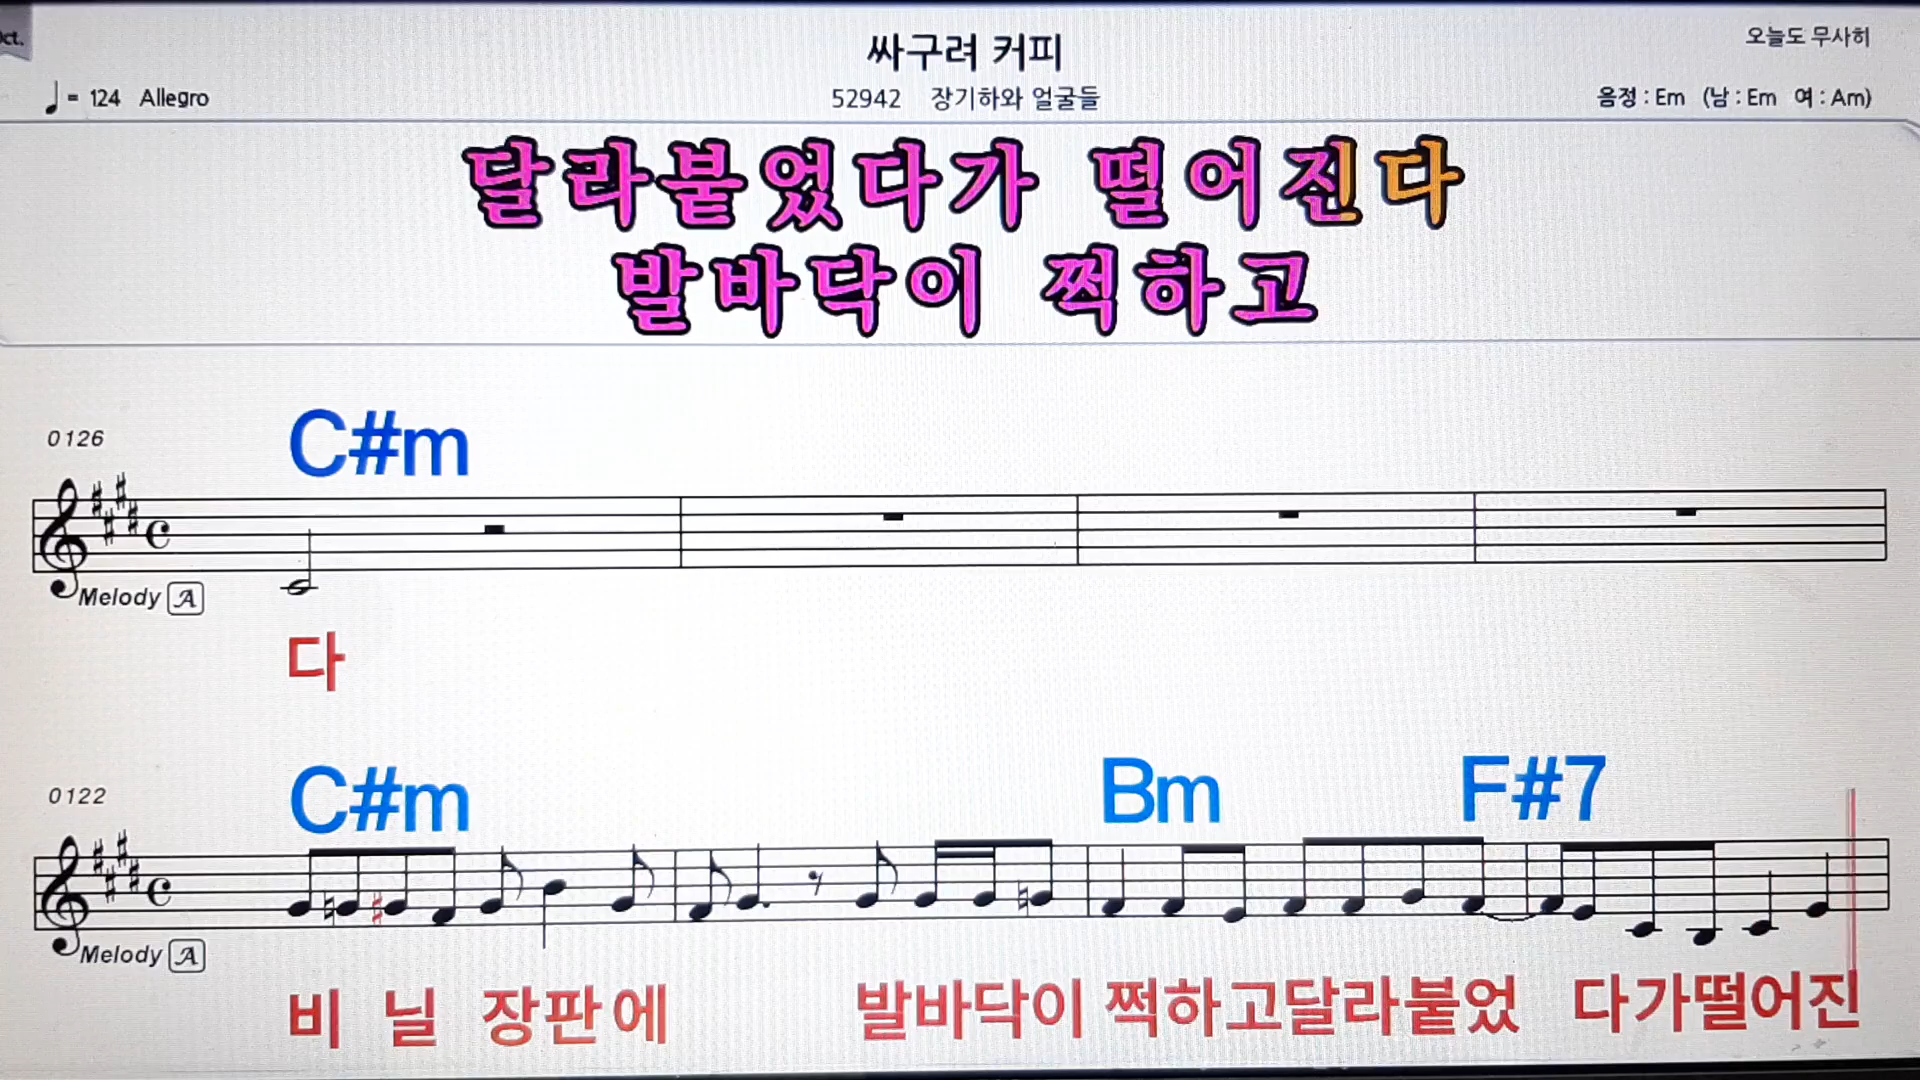 ct.
싸구려 커피
오늘도 무사히
♩= 124 Allegro
52942 장기하와 얼굴들
음정 : Em (남 : Em 여 : Am)
달라붙었다가 떨어진다
발바닥이 쩍하고
0126
C#m
Melody A
다
0122
C#m Bm F#7
Melody A
비 닐 장판에 발바닥이 쩍하고달라붙었 다가떨어진